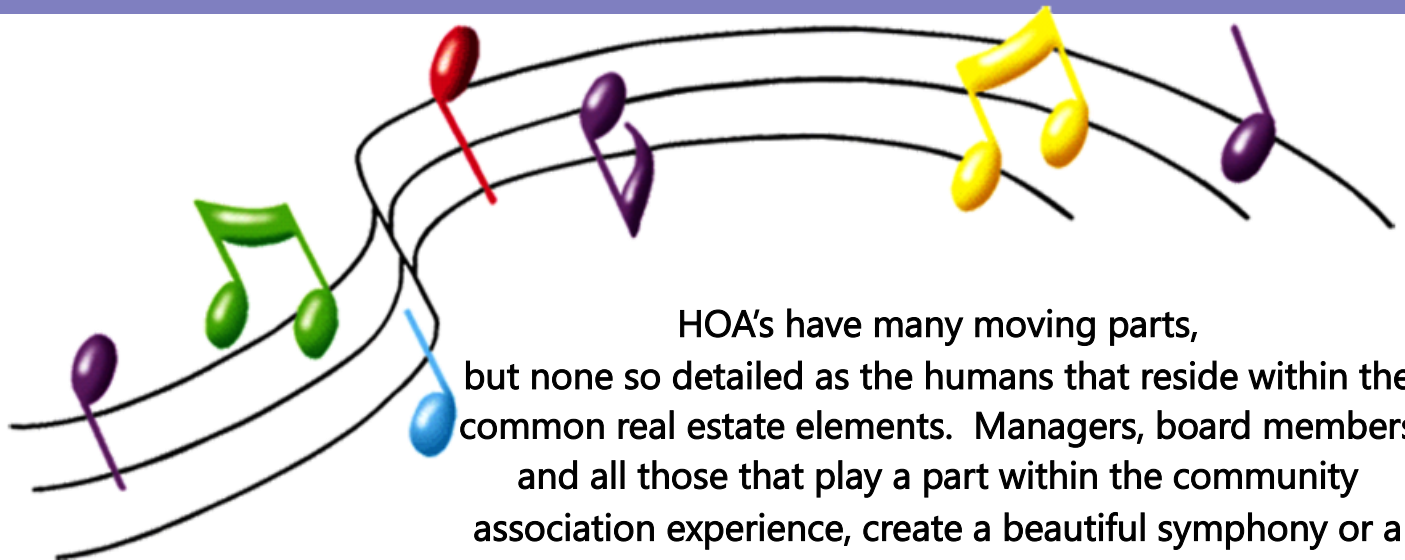 HOA’s have many moving parts,
but none so detailed as the humans that reside within the
common real estate elements.  Managers, board members
and all those that play a part within the community
association experience, create a beautiful symphony or a